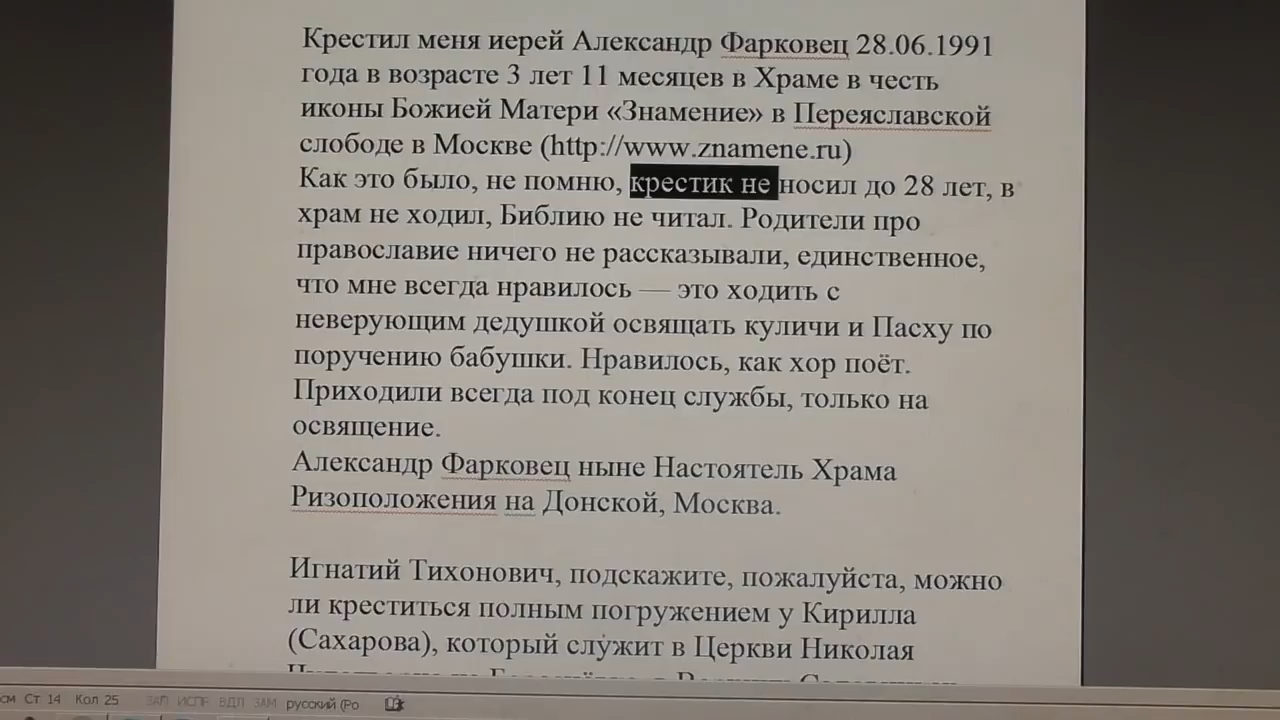 Крестил меня иерей Александр Фарковец 28.06.1991
года в возрасте 3 лет 11 месяцев в Храме в честь
иконы Божией Матери «Знамение» в Переяславской
слободе в Москве (http://www.znamene.ru)
Как это было, не помню, крестик не носил до 28 лет, в
храм не ходил, Библию не читал. Родители про
православие ничего не рассказывали, единственное,
что мне всегда нравилось — это ходить с
неверующим дедушкой освящать куличи и Пасху по
поручению бабушки. Нравилось, как хор поёт.
Приходили всегда под конец службы, только на
освящение.
Александр Фарковец ныне Настоятель Храма
Ризоположения на Донской, Москва.
Игнатий Тихонович, подскажите, пожалуйста, можно
ли креститься полным погружением у Кирилла
(Сахарова), который служит в Церкви Николая
см Ст 14 Кол 25 ЗАП ИСПР ВДЛ ЗАМ русский (Ро